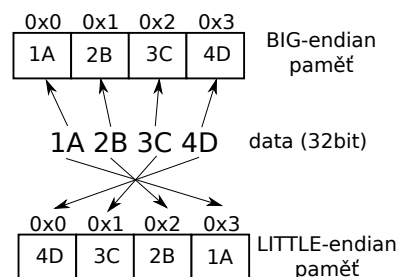 0x0 0x1 0x2 0x3
1A 2B 3C 4D
BIG-endian
paměť
1A 2B 3C 4D
data (32bit)
0x0 0x1 0x2 0x3
4D 3C 2B 1A
LITTLE-endian
paměť